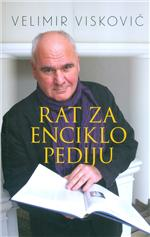 VELIMIR VISKOVIĆ
RAT ZA
ENCIKLO
PEDIJU